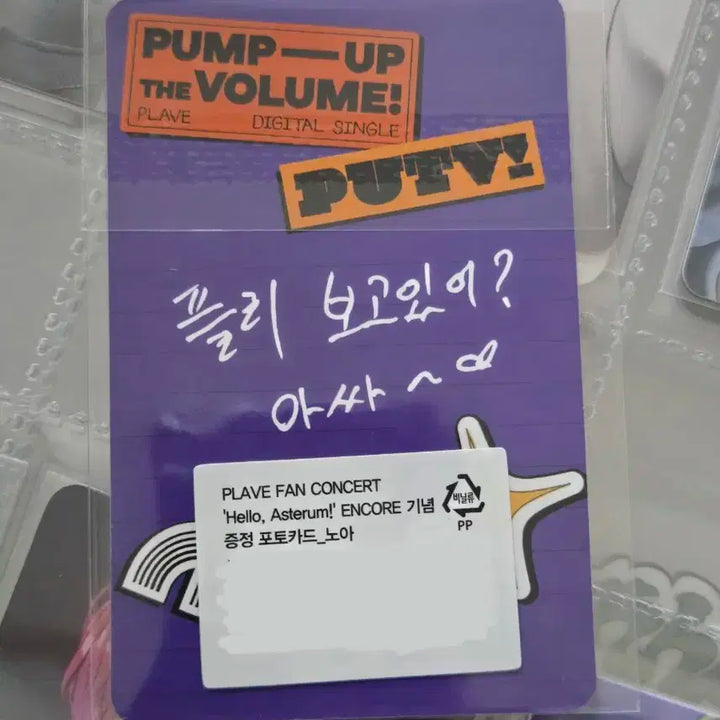 PUMP—UP
THE VOLUME!
PLAVE DIGITAL SINGLE
PUTV!
플리 보고있어?
아싸~
PLAVE FAN CONCERT
'Hello, Asterum!' ENCORE 기념
증정 포토카드_노아
비닐류
PP